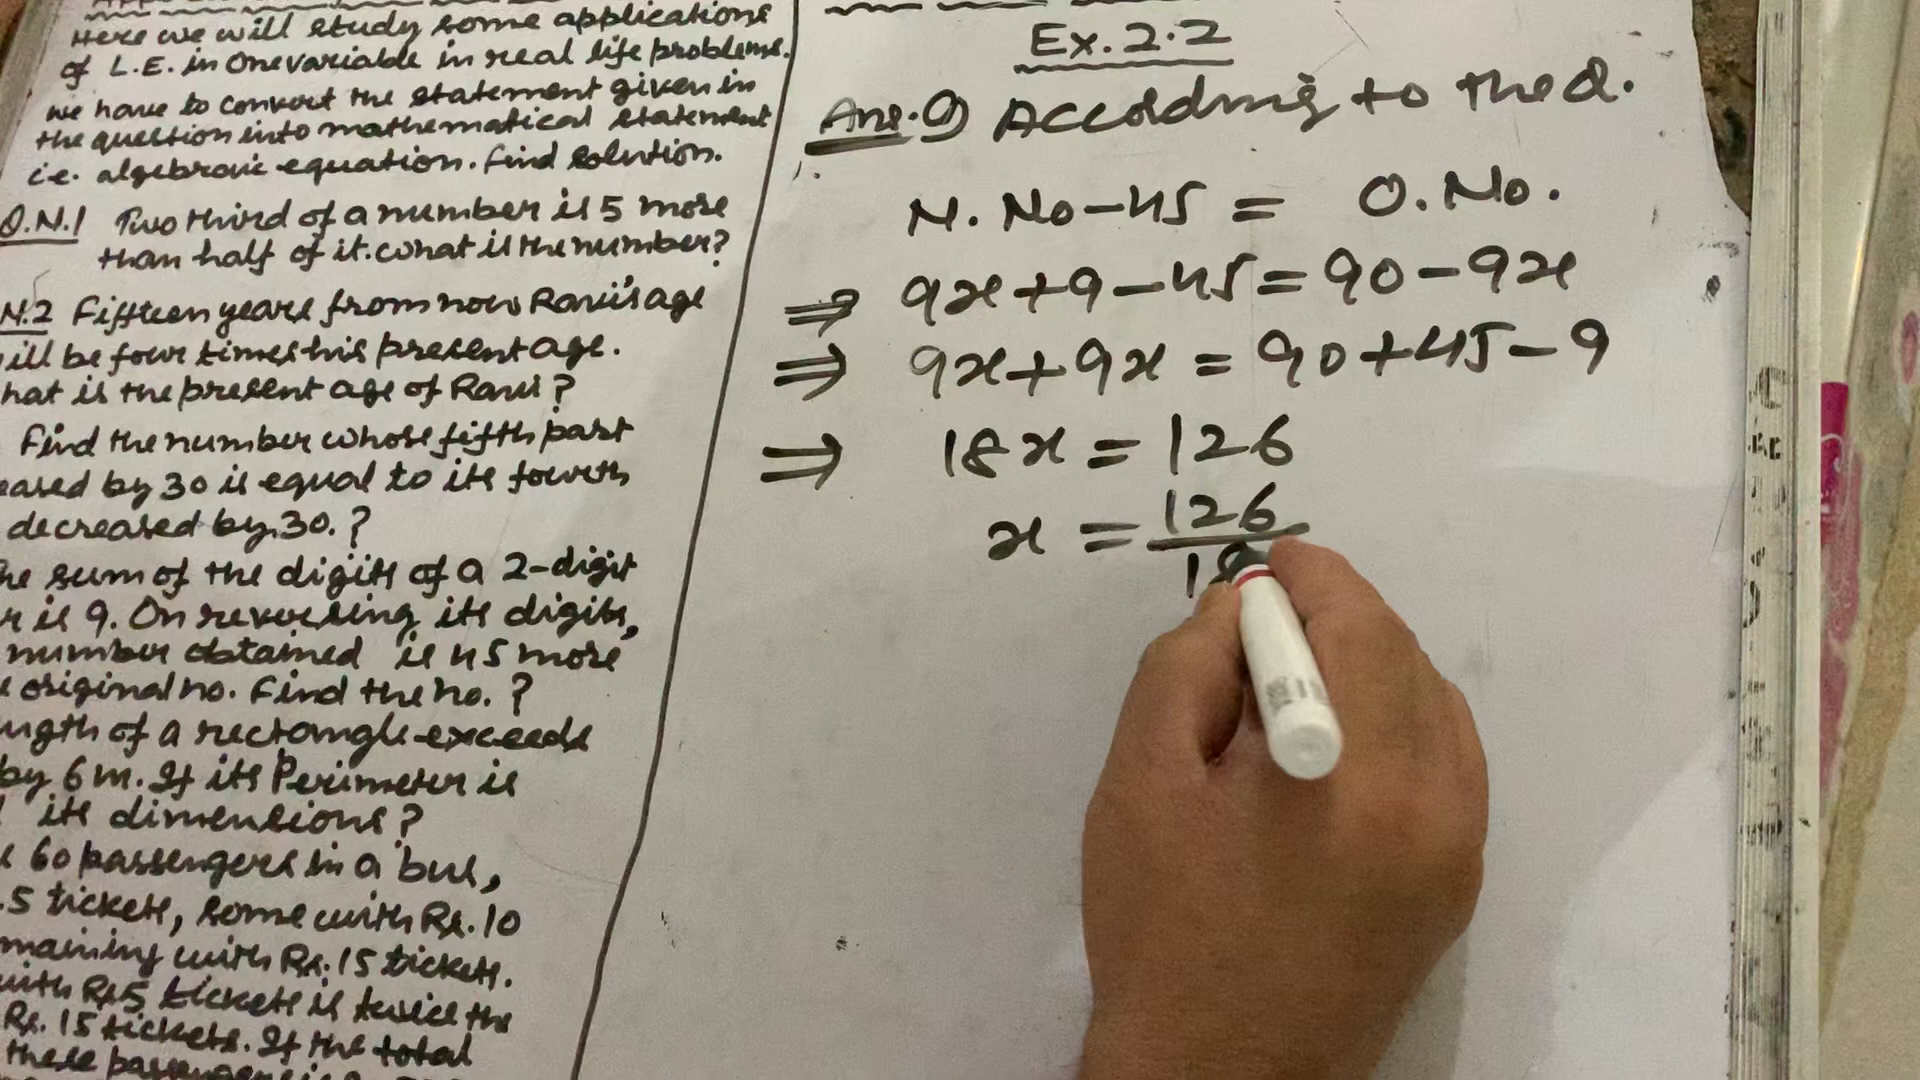 Here we will study some applications
of L.E. in One variable in real life problems.
we have to convert the statement given in
the question into mathematical statement
i.e. algebraic equation. find solution.
Q.N.1 Two third of a number is 5 more
than half of it. what is the number?
N.2 Fifteen years from now Ravi's age
ill be four times his present age.
hat is the present age of Ravi?
Find the number whose fifth part
eased by 30 is equal to its fourth
decreased by 30.?
he sum of the digits of a 2-digit
r is 9. On reversing its digits,
number obtained is 45 more
original no. Find the no.?
ngth of a rectangle exceeds
by 6m. If its Perimeter is
its dimensions?
60 passengers in a bus,
5 tickets, some with Rs. 10
maining with Rs. 15 tickets.
with Rs5 tickets is twice the
Rs. 15 tickets. If the total
these
Ex. 2.2
Ans. 9) According to the Q.
N. No - 45 = O. No.
⇒ 9x + 9 - 45 = 90 - 9x
⇒ 9x + 9x = 90 + 45 - 9
⇒ 18x = 126
x = 126
18